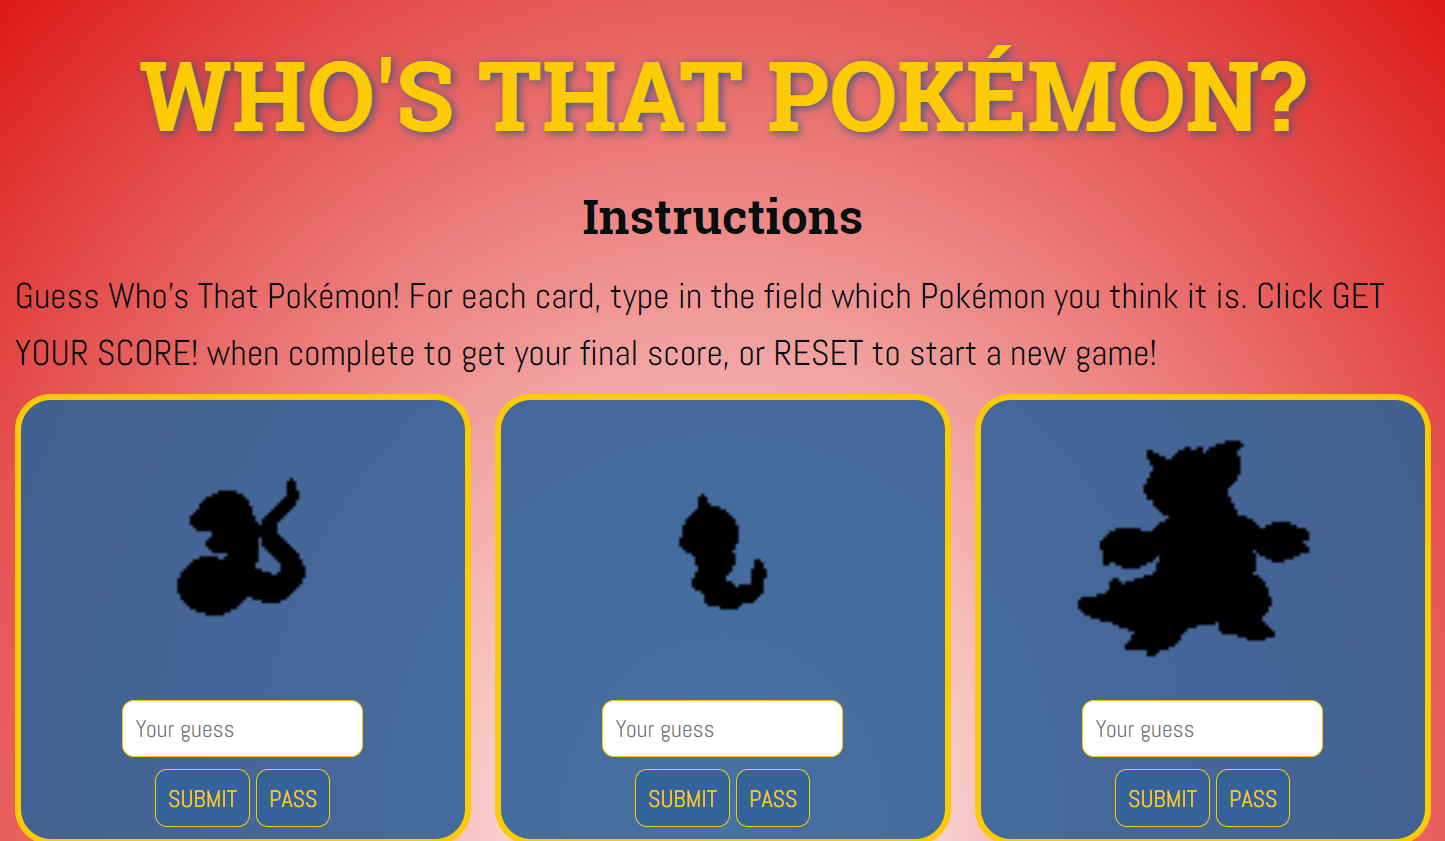 WHO'S THAT POKÉMON?
Instructions
Guess Who's That Pokémon! For each card, type in the field which Pokémon you think it is. Click GET
YOUR SCORE! when complete to get your final score, or RESET to start a new game!
Your guess
SUBMIT PASS
Your guess
SUBMIT PASS
Your guess
SUBMIT PASS